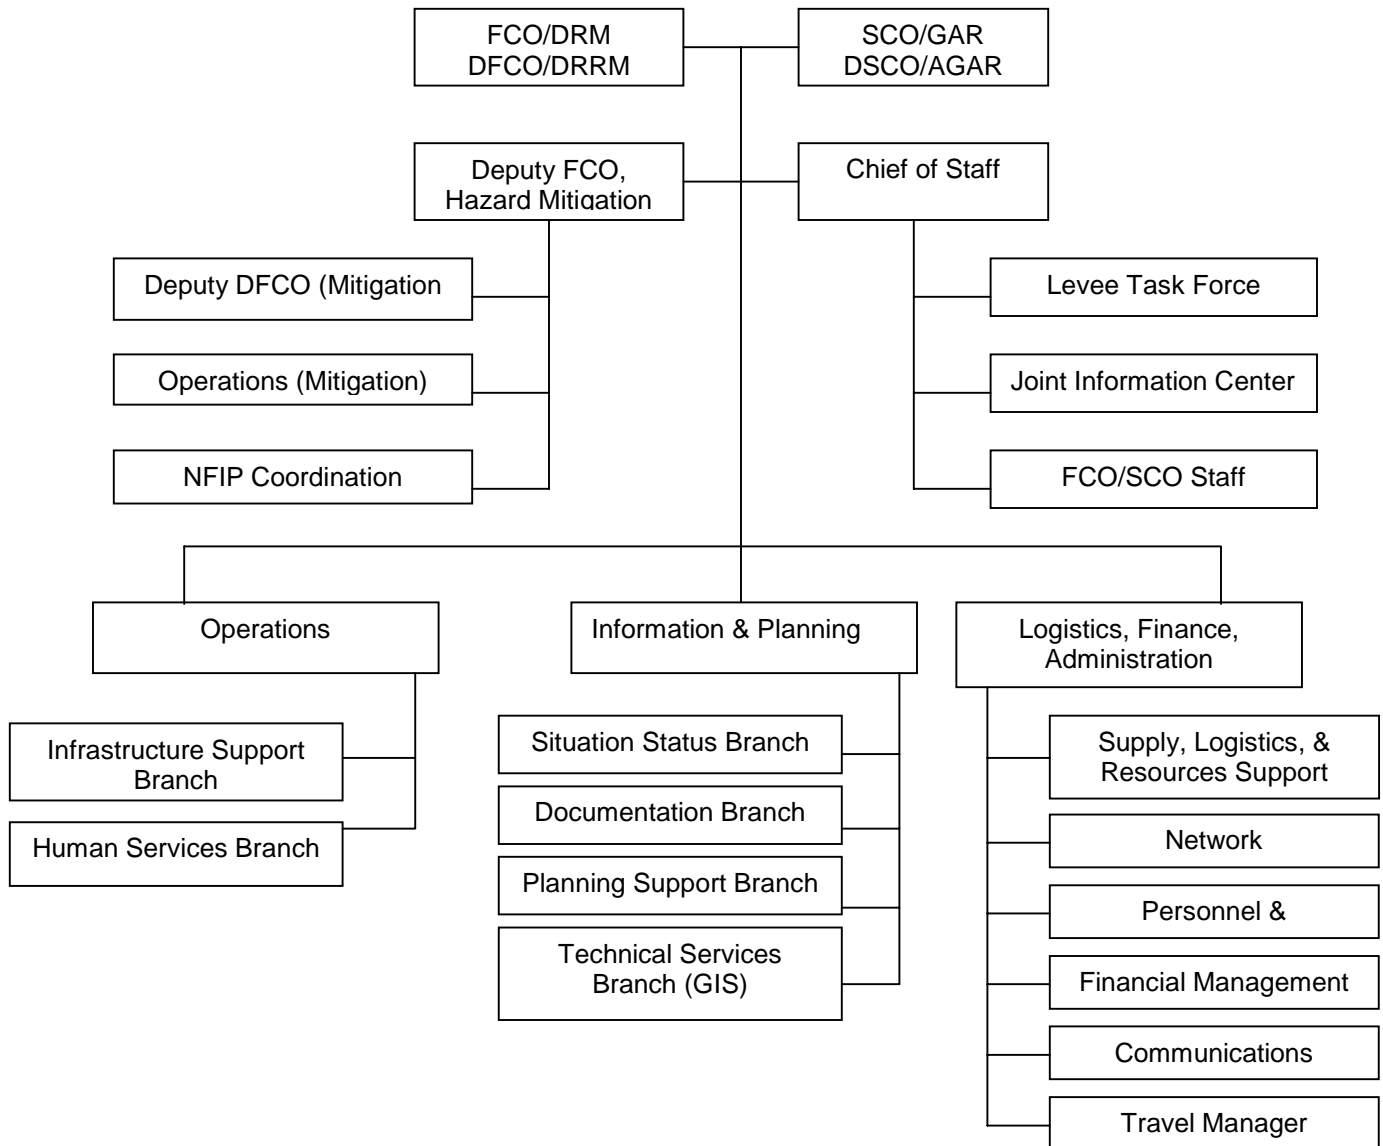 FCO/DRM
DFCO/DRRM
SCO/GAR
DSCO/AGAR
Deputy FCO,
Hazard Mitigation
Chief of Staff
Deputy DFCO (Mitigation
Levee Task Force
Operations (Mitigation)
Joint Information Center
NFIP Coordination
FCO/SCO Staff
Operations
Infrastructure Support
Branch
Human Services Branch
Information & Planning
Situation Status Branch
Documentation Branch
Planning Support Branch
Technical Services
Branch (GIS)
Logistics, Finance,
Administration
Supply, Logistics, &
Resources Support
Network
Personnel &
Financial Management
Communications
Travel Manager